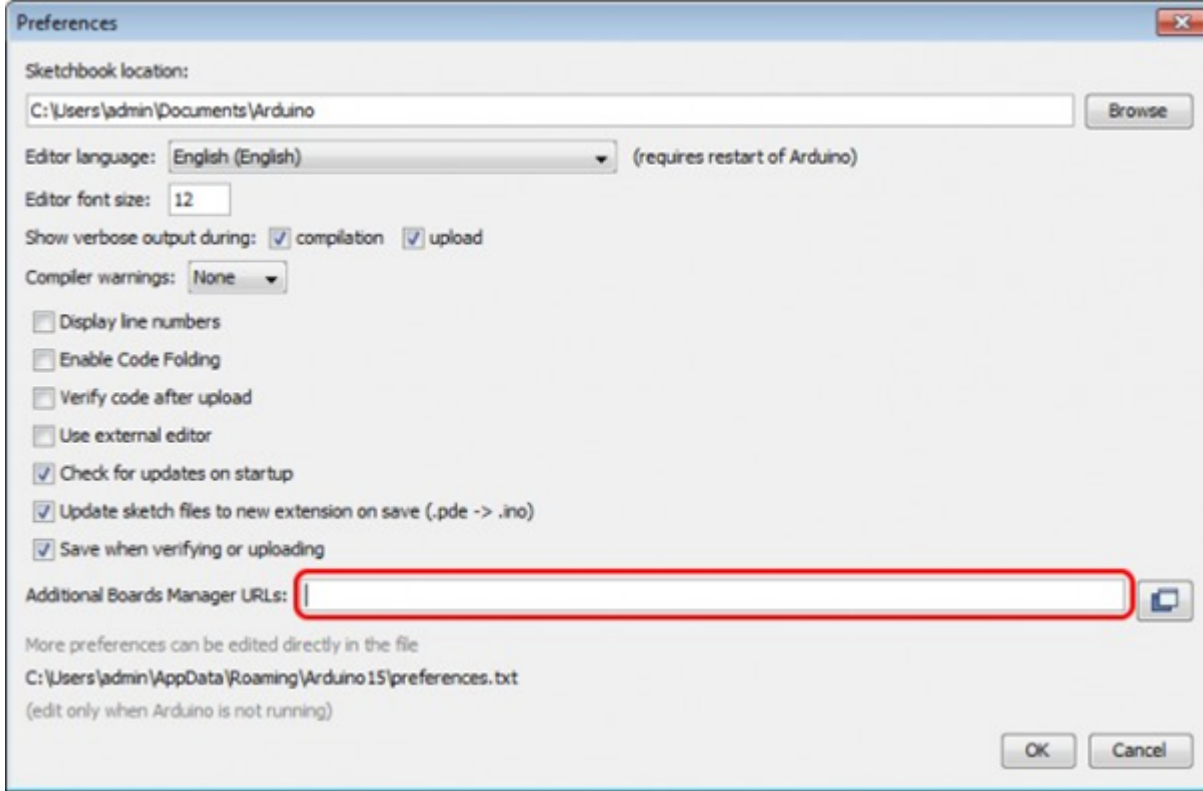 Preferences
Sketchbook location:
C:\Users\admin\Documents\Arduino Browse
Editor language: English (English) (requires restart of Arduino)
Editor font size: 12
Show verbose output during: compilation upload
Compiler warnings: None
Display line numbers
Enable Code Folding
Verify code after upload
Use external editor
Check for updates on startup
Update sketch files to new extension on save (.pde -> .ino)
Save when verifying or uploading
Additional Boards Manager URLs:
More preferences can be edited directly in the file
C:\Users\admin\AppData\Roaming\Arduino15\preferences.txt
(edit only when Arduino is not running)
OK Cancel